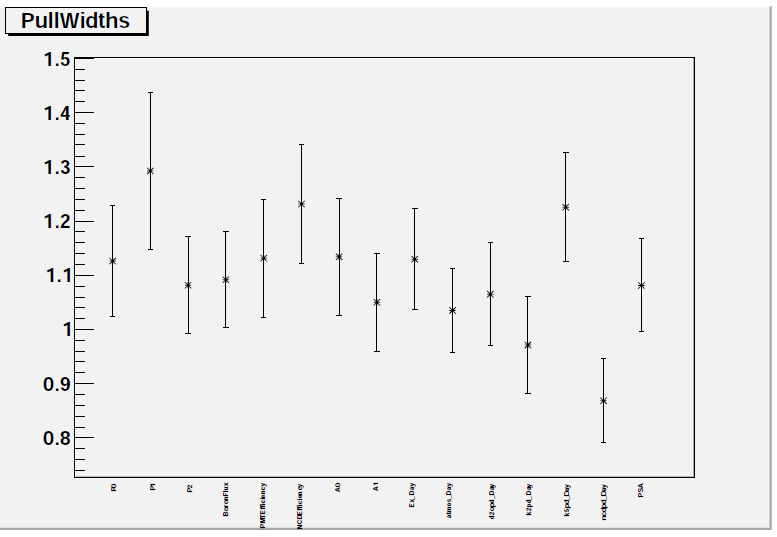 PullWidths
1.5
1.4
1.3
1.2
1.1
1
0.9
0.8
P0
P1
P2
BoronFlux
PMTEfficiency
NCDEfficiency
A0
A1
Ex_Day
atmos_Day
d2opd_Day
k2pd_Day
k5pd_Day
ncdpd_Day
PSA